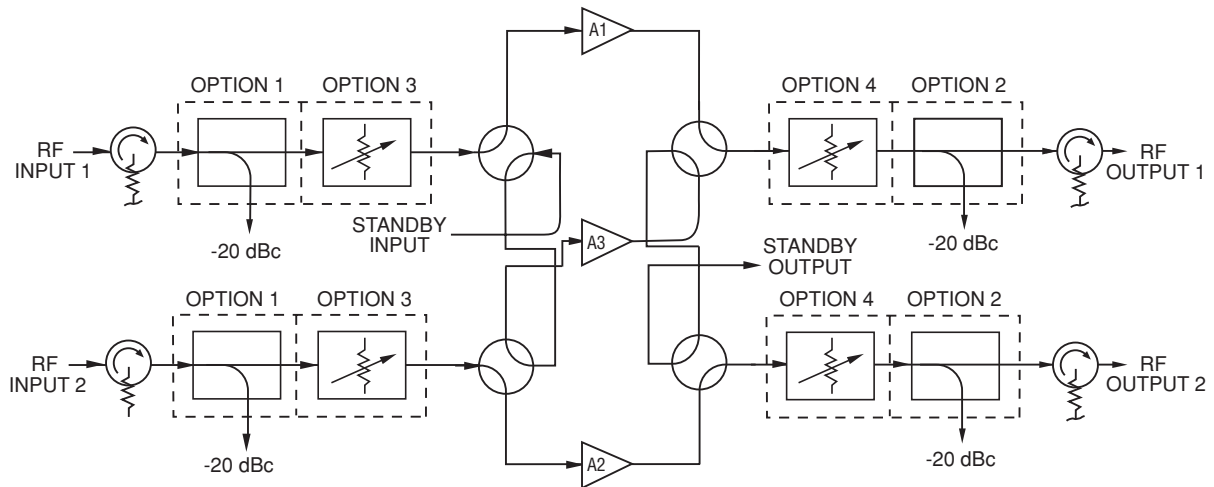 A1
OPTION 1
OPTION 3
OPTION 4
OPTION 2
RF
INPUT 1
RF
OUTPUT 1
STANDBY
INPUT
-20 dBc
A3
-20 dBc
STANDBY
OUTPUT
OPTION 1
OPTION 3
OPTION 4
OPTION 2
RF
INPUT 2
RF
OUTPUT 2
-20 dBc
A2
-20 dBc